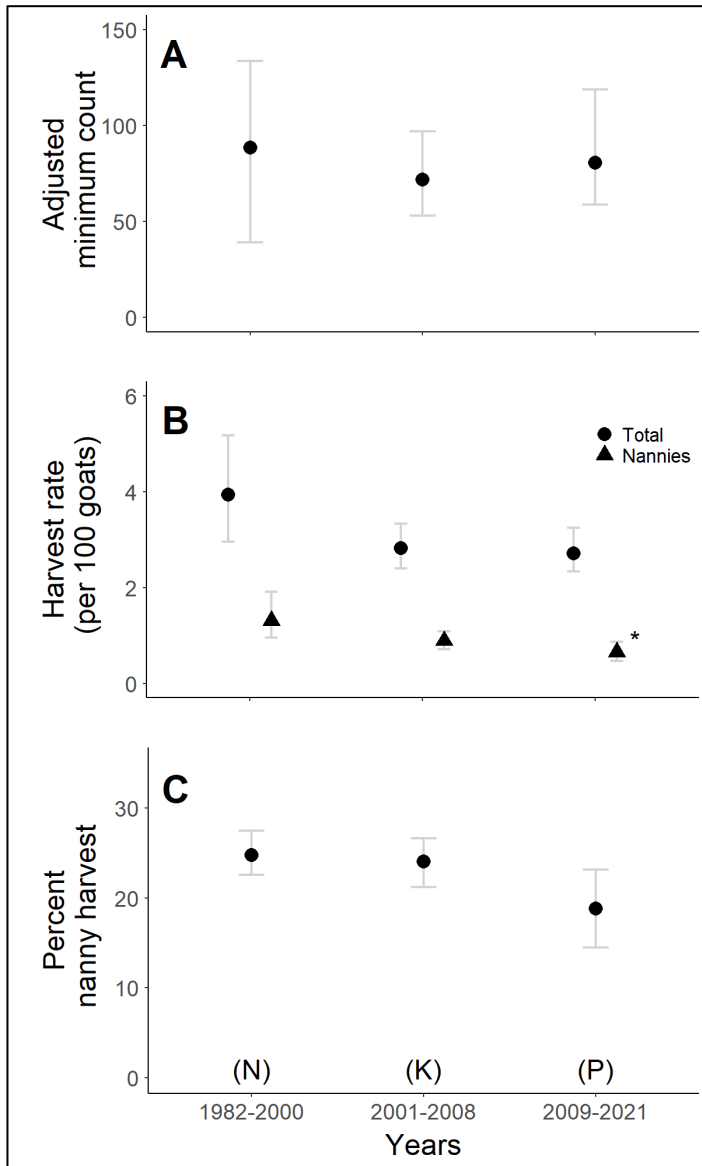 A
Adjusted
minimum count
150
100
50
0
B
Harvest rate
(per 100 goats)
6
4
2
0
Total
Nannies
*
C
Percent
nanny harvest
30
20
10
0
(N) (K) (P)
1982-2000 2001-2008 2009-2021
Years